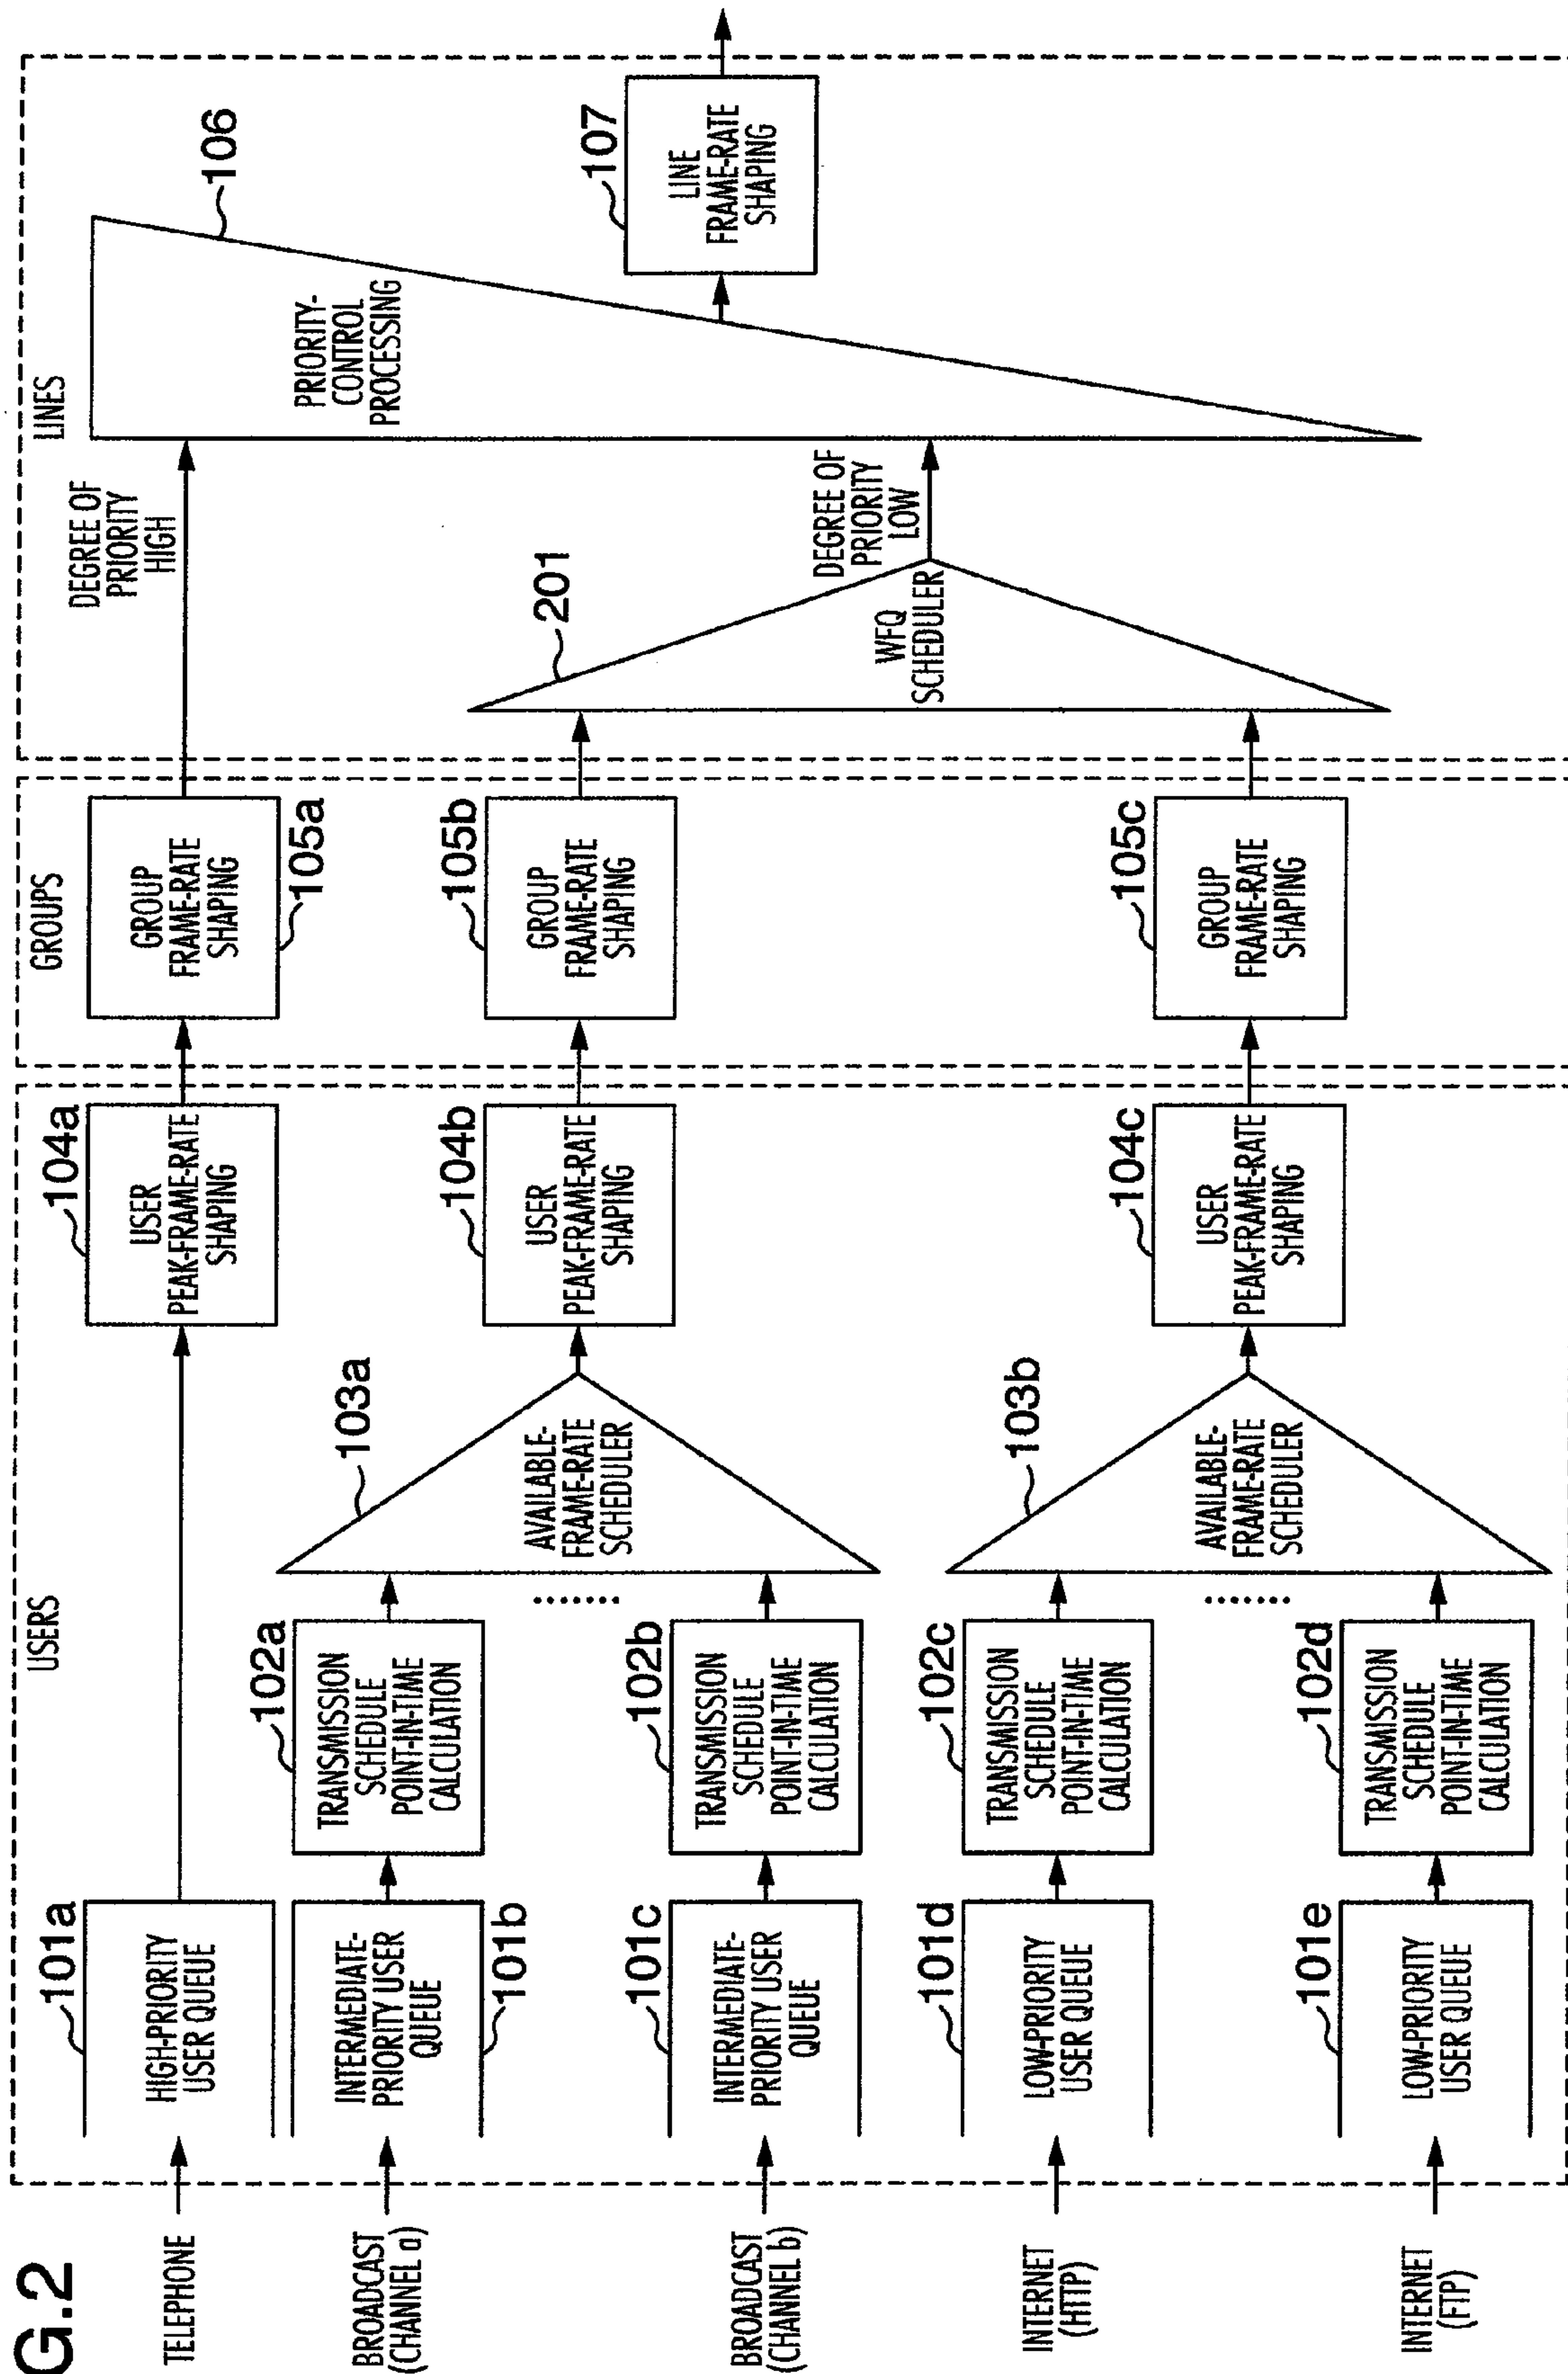 G.2
USERS
GROUPS
LINES
TELEPHONE
101a
HIGH-PRIORITY
USER QUEUE
104a
USER
PEAK-FRAME-RATE
SHAPING
GROUP
FRAME-RATE
SHAPING
105a
DEGREE OF
PRIORITY
HIGH
PRIORITY-
CONTROL
PROCESSING
106
107
LINE
FRAME-RATE
SHAPING
BROADCAST
(CHANNEL a)
INTERMEDIATE-
PRIORITY USER
QUEUE
101b
102a
TRANSMISSION
SCHEDULE
POINT-IN-TIME
CALCULATION
103a
AVAILABLE-
FRAME-RATE
SCHEDULER
104b
USER
PEAK-FRAME-RATE
SHAPING
105b
GROUP
FRAME-RATE
SHAPING
201
WFQ
SCHEDULER
DEGREE OF
PRIORITY
LOW
BROADCAST
(CHANNEL b)
101c
INTERMEDIATE-
PRIORITY USER
QUEUE
102b
TRANSMISSION
SCHEDULE
POINT-IN-TIME
CALCULATION
INTERNET
(HTTP)
101d
LOW-PRIORITY
USER QUEUE
102c
TRANSMISSION
SCHEDULE
POINT-IN-TIME
CALCULATION
103b
AVAILABLE-
FRAME-RATE
SCHEDULER
104c
USER
PEAK-FRAME-RATE
SHAPING
105c
GROUP
FRAME-RATE
SHAPING
INTERNET
(FTP)
101e
LOW-PRIORITY
USER QUEUE
102d
TRANSMISSION
SCHEDULE
POINT-IN-TIME
CALCULATION